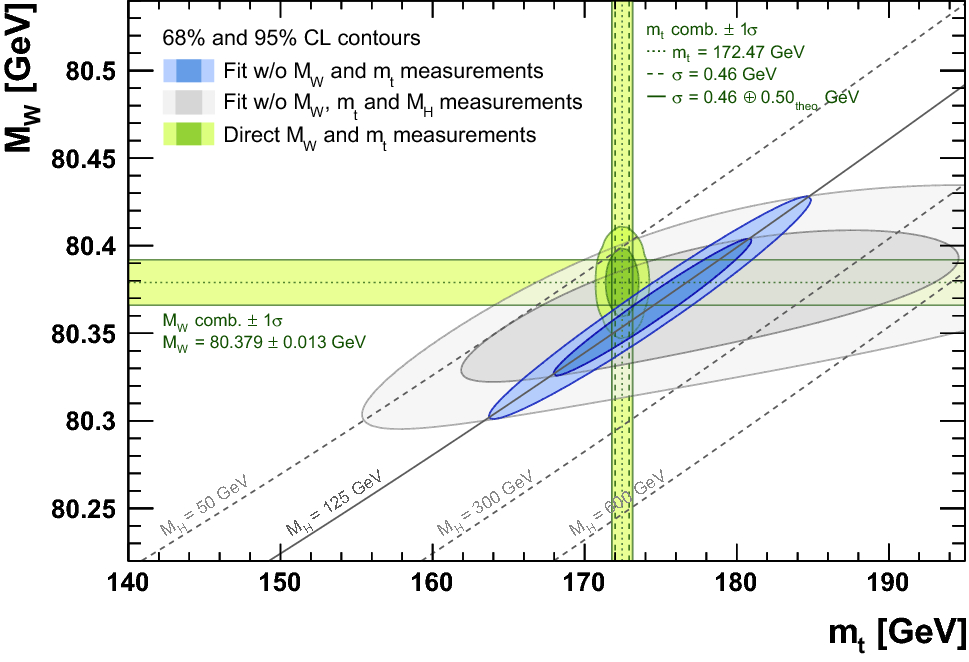 M_W [GeV]
80.5
80.45
80.4
80.35
80.3
80.25
68% and 95% CL contours
Fit w/o M_W and m_t measurements
Fit w/o M_W, m_t and M_H measurements
Direct M_W and m_t measurements
m_t comb. ± 1σ
m_t = 172.47 GeV
σ = 0.46 GeV
σ = 0.46 ⊕ 0.50_theo. GeV
M_W comb. ± 1σ
M_W = 80.379 ± 0.013 GeV
M_H = 50 GeV
M_H = 125 GeV
M_H = 300 GeV
M_H = 600 GeV
140 150 160 170 180 190
m_t [GeV]